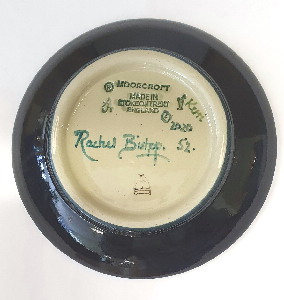 MOORCROFT
MADE IN
STOKE ON TRENT
ENGLAND
© 2020
Rachel Bishop. 52.